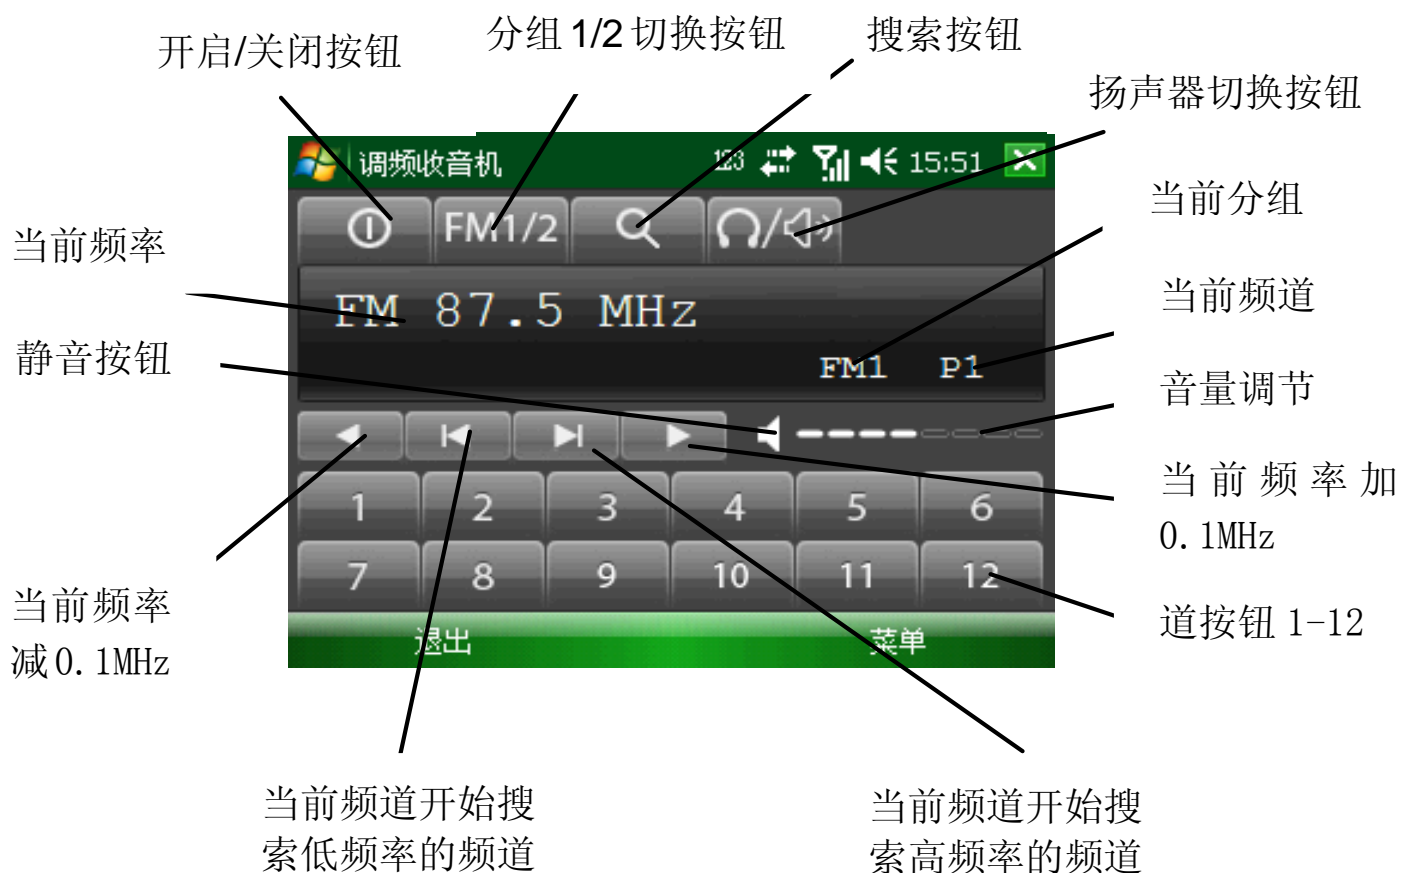 开启/关闭按钮
分组 1/2 切换按钮
搜索按钮
扬声器切换按钮
调频收音机
123
15:51
当前分组
FM1/2
当前频率
FM 87.5 MHz
当前频道
静音按钮
FM1 P1
音量调节
当前频率加
0.1MHz
1 2 3 4 5 6
7 8 9 10 11 12
当前频率
减 0.1MHz
道按钮 1-12
退出 菜单
当前频道开始搜
索低频率的频道
当前频道开始搜
索高频率的频道